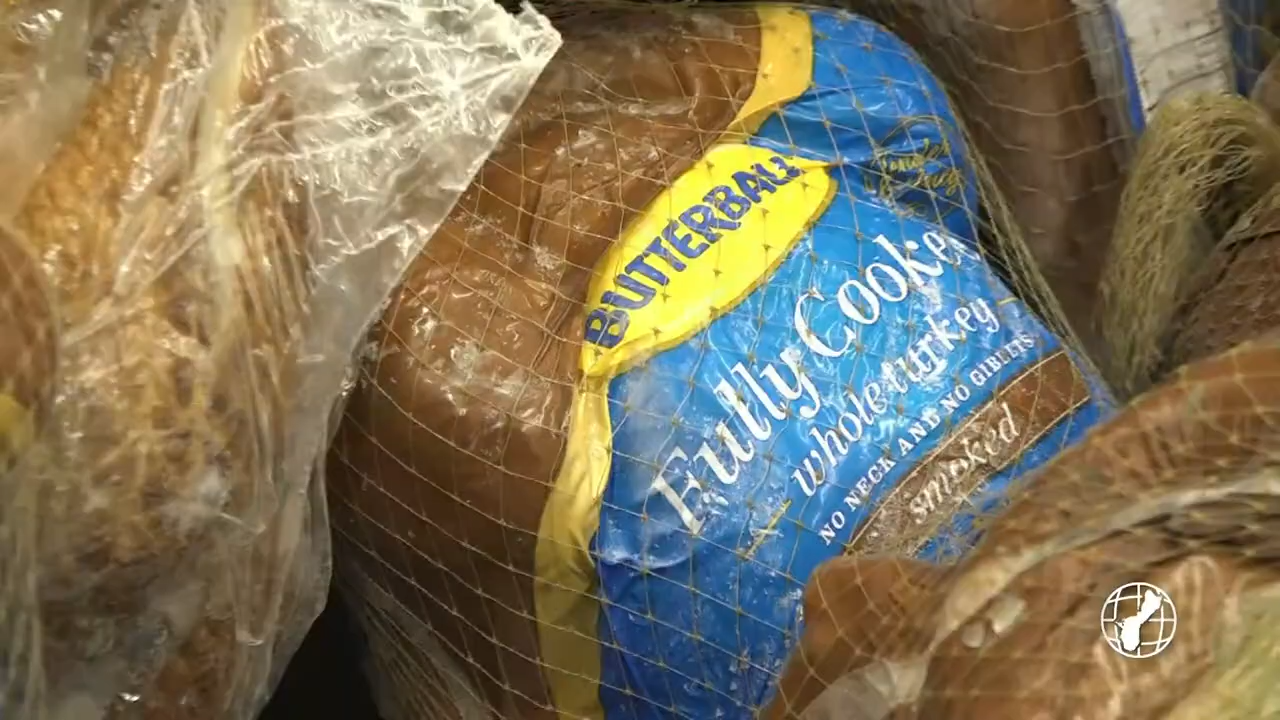 BUTTERBALL
Fully Cooked
whole turkey
NO NECK AND NO GIBLETS
smoked